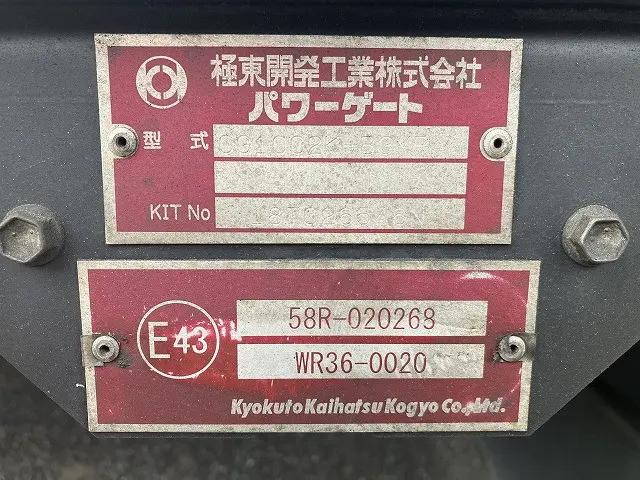 極東開発工業株式会社
パワーゲート
型式
KIT No
E43
58R-020268
WR36-0020
Kyokuto Kaihatsu Kogyo Co., Ltd.